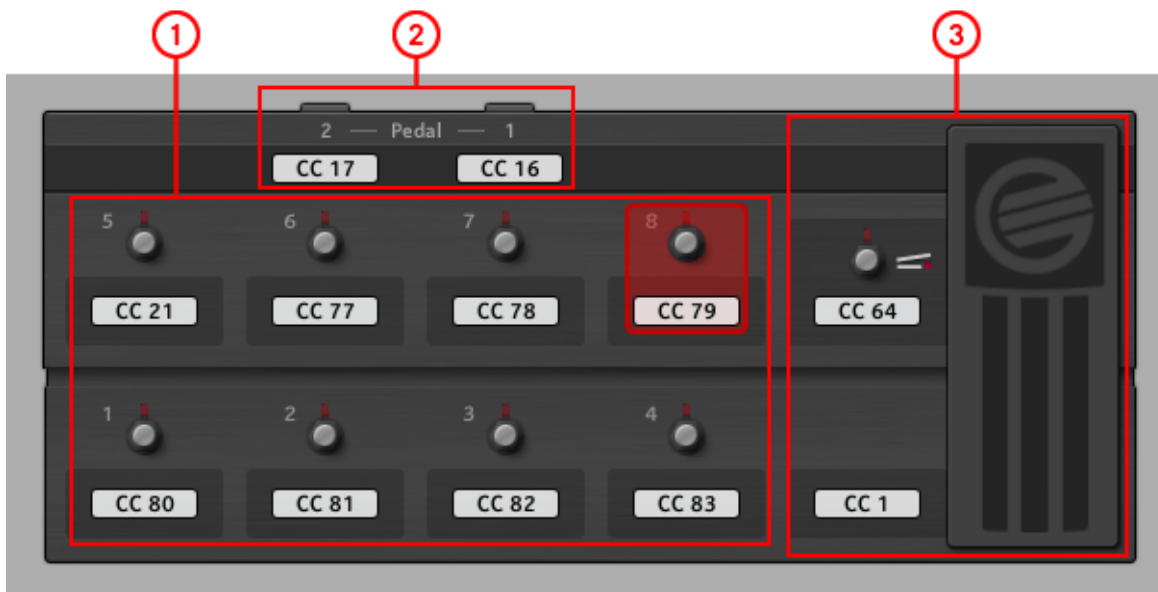 1 2 3
2 — Pedal — 1
CC 17 CC 16
5 6 7 8
CC 21 CC 77 CC 78 CC 79 CC 64
1 2 3 4
CC 80 CC 81 CC 82 CC 83 CC 1